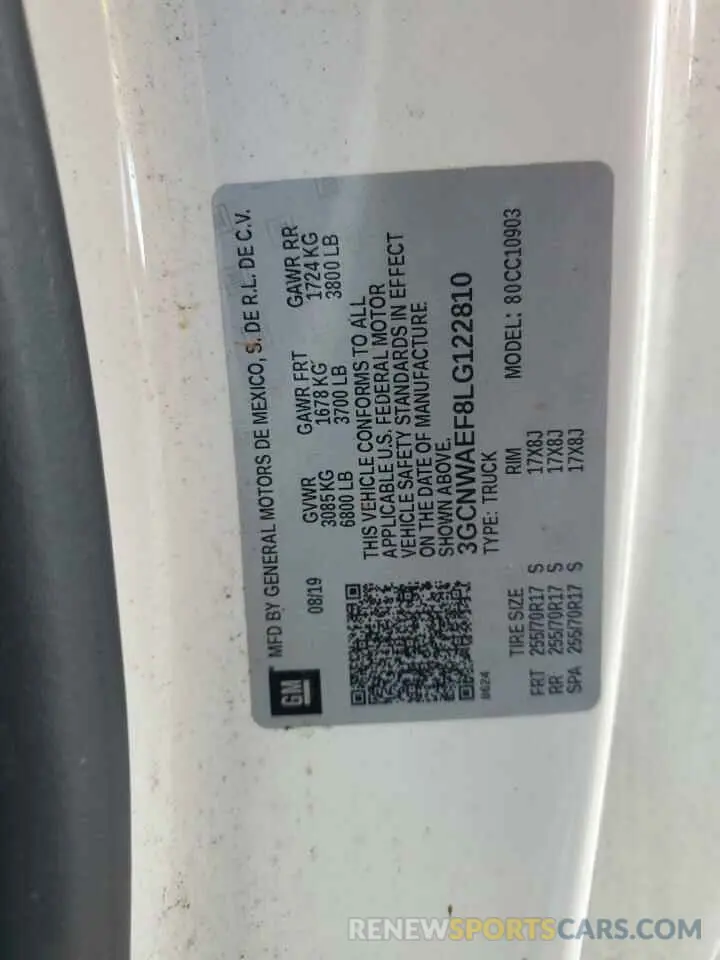 GM
MFD BY GENERAL MOTORS DE MEXICO, S. DE R.L. DE C.V.
08/19
GVWR GAWR FRT GAWR RR
3085 KG 1678 KG 1724 KG
6800 LB 3700 LB 3800 LB
THIS VEHICLE CONFORMS TO ALL
APPLICABLE U.S. FEDERAL MOTOR
VEHICLE SAFETY STANDARDS IN EFFECT
ON THE DATE OF MANUFACTURE
SHOWN ABOVE.
3GCNWAEF8LG122810
TYPE: TRUCK
8624
TIRE SIZE RIM MODEL: 80CC10903
FRT 255/70R17 S 17X8J
RR 255/70R17 S 17X8J
SPA 255/70R17 S 17X8J
RENEWSPORTSCARS.COM